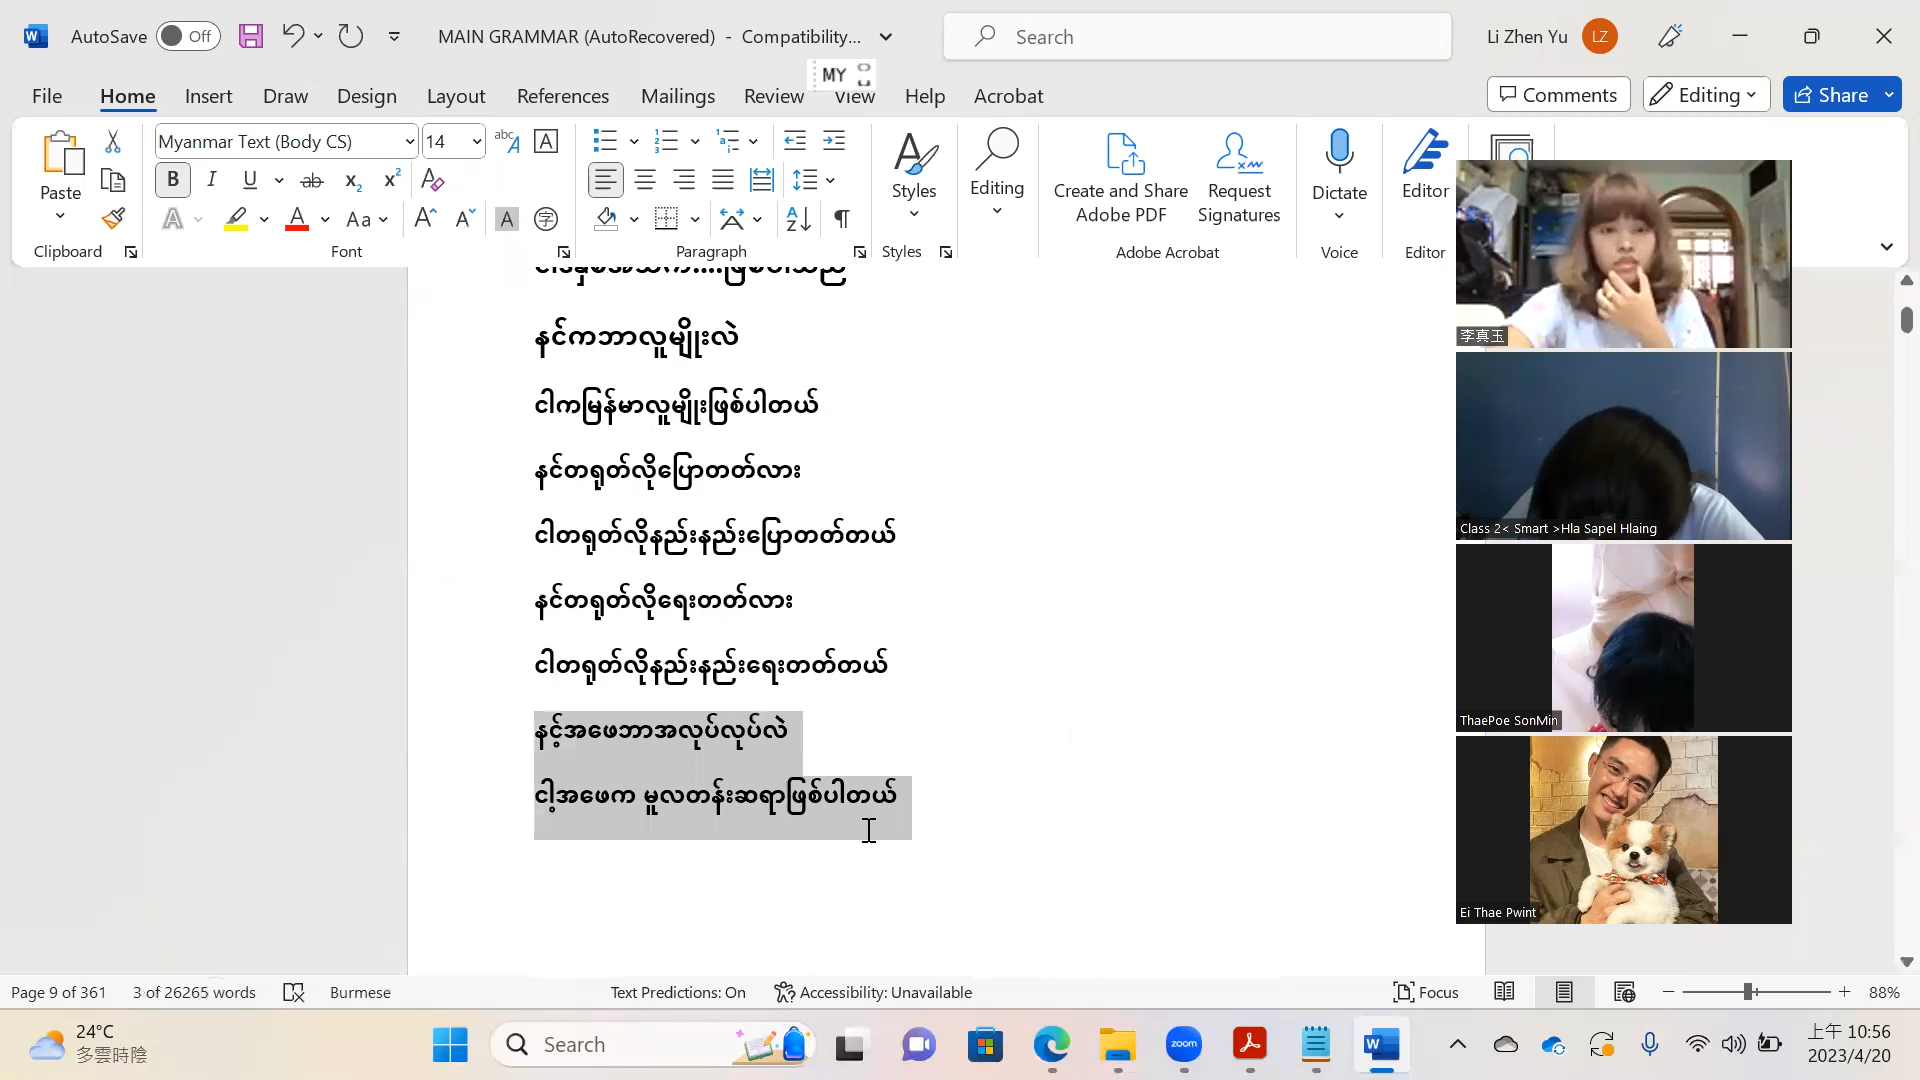 AutoSave Off MAIN GRAMMAR (AutoRecovered) - Compatibility... Search Li Zhen Yu LZ
MY
File Home Insert Draw Design Layout References Mailings Review View Help Acrobat Comments Editing Share
Myanmar Text (Body CS) 14
Paste Styles Editing Create and Share Adobe PDF Request Signatures Dictate Editor
Clipboard Font Paragraph Styles Adobe Acrobat Voice Editor
နင်ကဘာလူမျိုးလဲ
ငါကမြန်မာလူမျိုးဖြစ်ပါတယ်
နင်တရုတ်လိုပြောတတ်လား
ငါတရုတ်လိုနည်းနည်းပြောတတ်တယ်
နင်တရုတ်လိုရေးတတ်လား
ငါတရုတ်လိုနည်းနည်းရေးတတ်တယ်
နင့်အဖေဘာအလုပ်လုပ်လဲ
ငါ့အဖေက မူလတန်းဆရာဖြစ်ပါတယ်
李真玉
Class 2< Smart >Hla Sapel Hlaing
ThaePoe SonMin
Ei Thae Pwint
Page 9 of 361 3 of 26265 words Burmese Text Predictions: On Accessibility: Unavailable Focus 88%
24°C
多雲時陰
Search
zoom
上午 10:56
2023/4/20